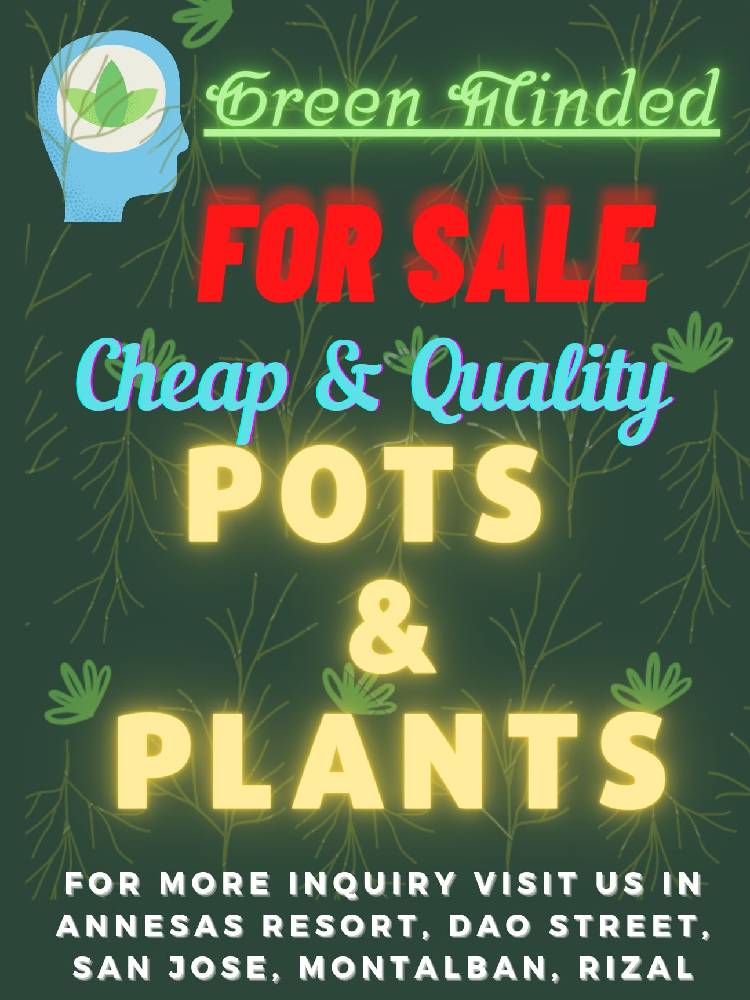 Green Minded
FOR SALE
Cheap & Quality
POTS
&
PLANTS
FOR MORE INQUIRY VISIT US IN
ANNESAS RESORT, DAO STREET,
SAN JOSE, MONTALBAN, RIZAL